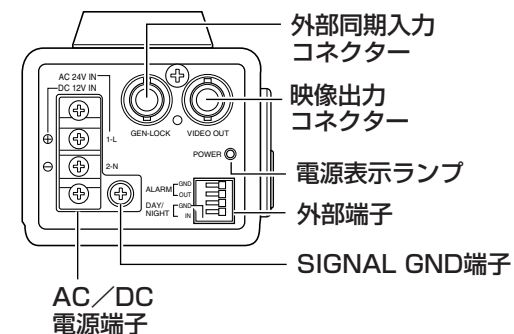 外部同期入力
コネクター
映像出力
コネクター
電源表示ランプ
外部端子
SIGNAL GND端子
AC／DC
電源端子
AC 24V IN
DC 12V IN
⊕
⊖
1-L
2-N
GEN-LOCK
VIDEO OUT
POWER
ALARM
GND
OUT
DAY/
NIGHT
GND
IN